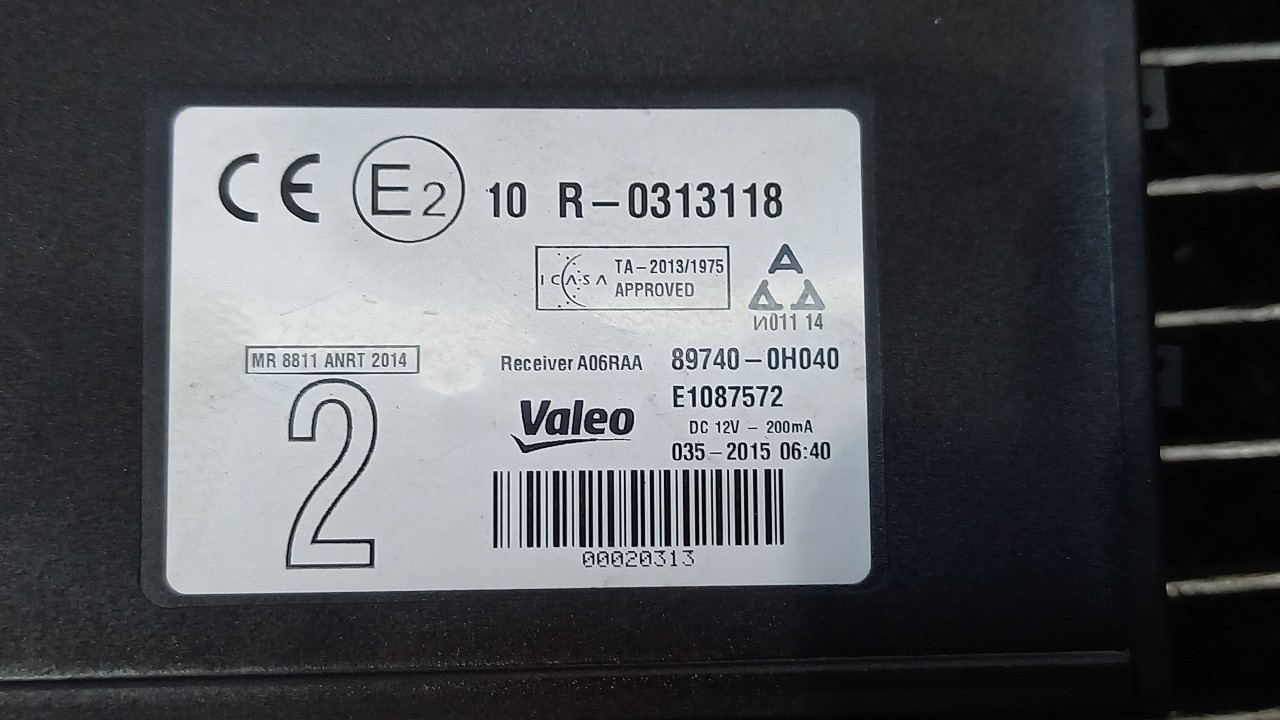 CE E2 10 R-0313118
ICASA TA-2013/1975
APPROVED
И011 14
MR 8811 ANRT 2014
Receiver A06RAA 89740-0H040
E1087572
Valeo
DC 12V - 200mA
035-2015 06:40
2
00020313